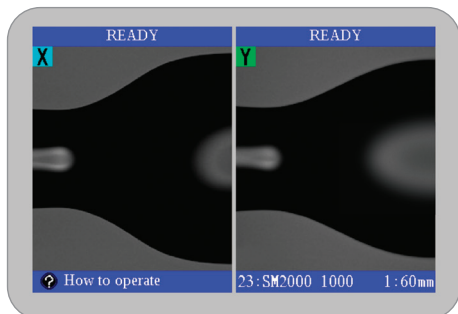 READY
X
READY
Y
? How to operate
23:SM2000 1000 1:60mm